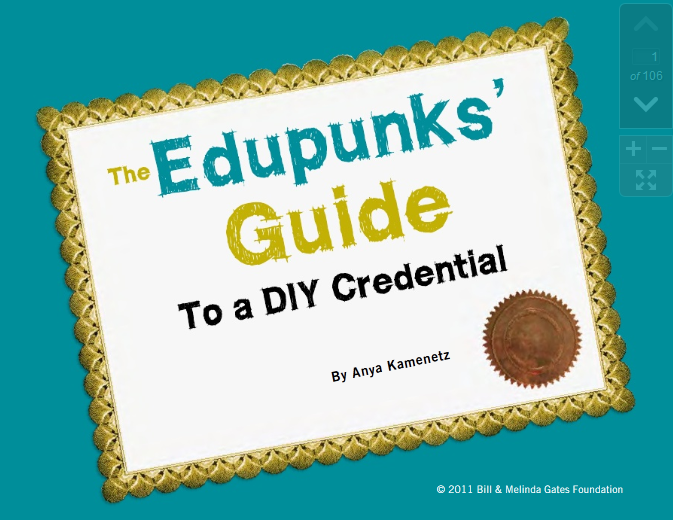 The Edupunks’
Guide
To a DIY Credential
By Anya Kamenetz
© 2011 Bill & Melinda Gates Foundation
1
of 106